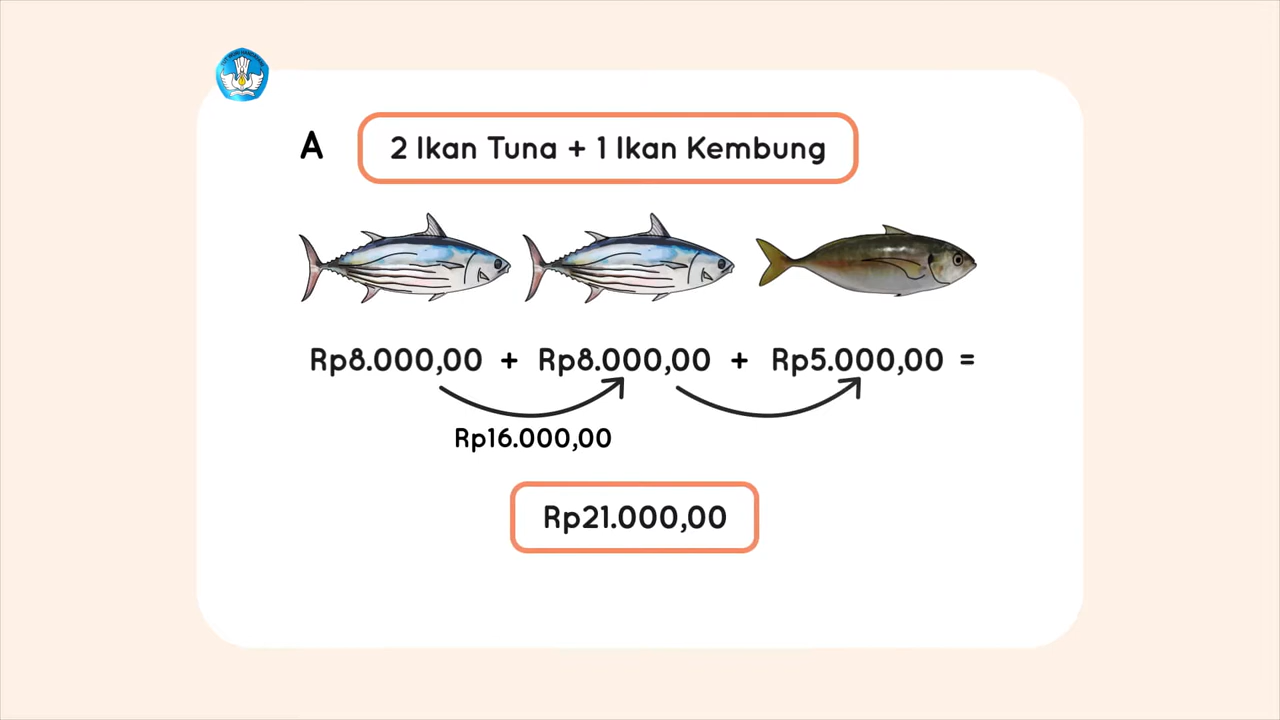 A
2 Ikan Tuna + 1 Ikan Kembung
Rp8.000,00 + Rp8.000,00 + Rp5.000,00 =
Rp16.000,00
Rp21.000,00